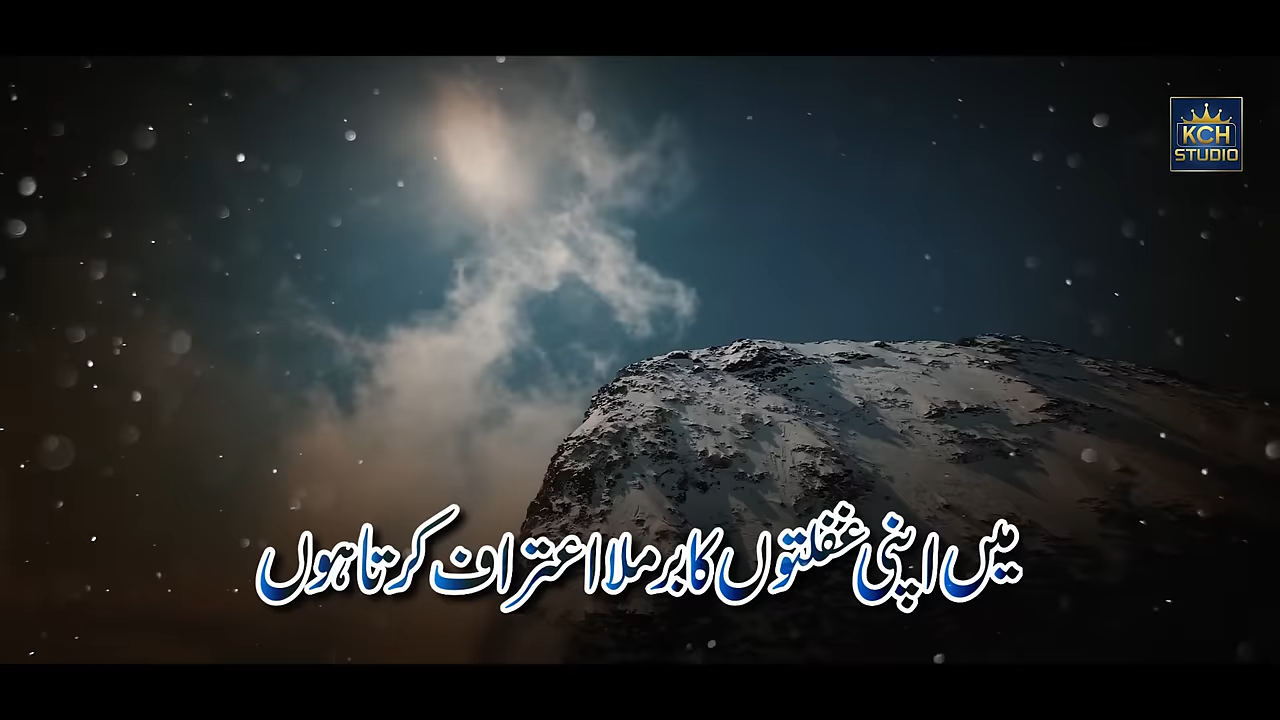 KCH
STUDIO
میں اپنی غفلتوں کا برملا اعتراف کرتا ہوں